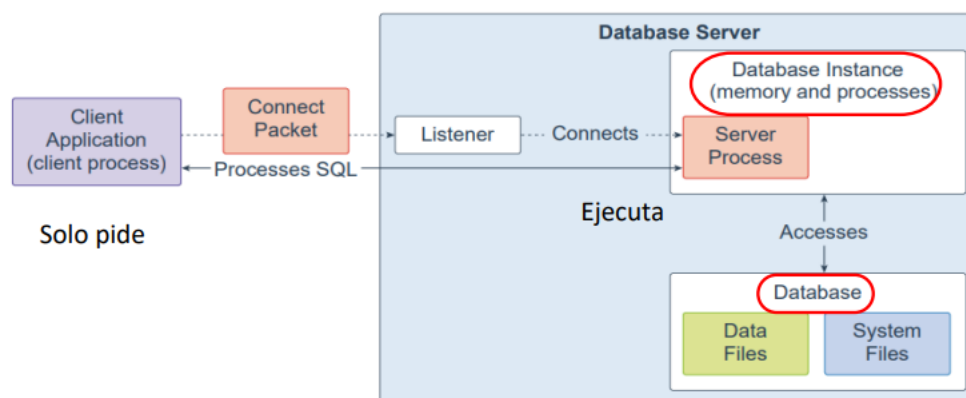 Database Server
Database Instance
(memory and processes)
Client
Application
(client process)
Connect
Packet
Listener
Connects
Server
Process
Processes SQL
Solo pide
Ejecuta
Accesses
Database
Data
Files
System
Files